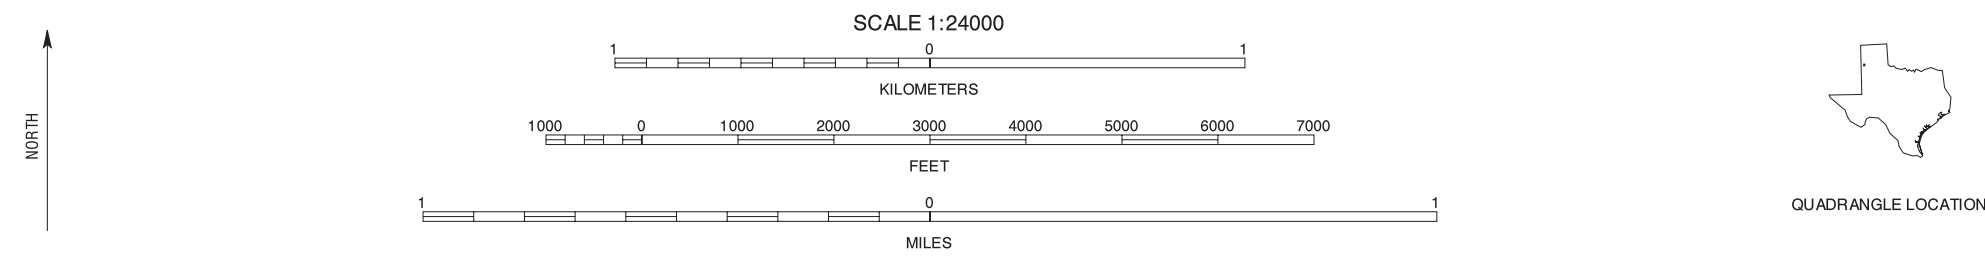 SCALE 1:24000
1 0 1
KILOMETERS
1000 0 1000 2000 3000 4000 5000 6000 7000
FEET
1 0 1
MILES
NORTH
QUADRANGLE LOCATION